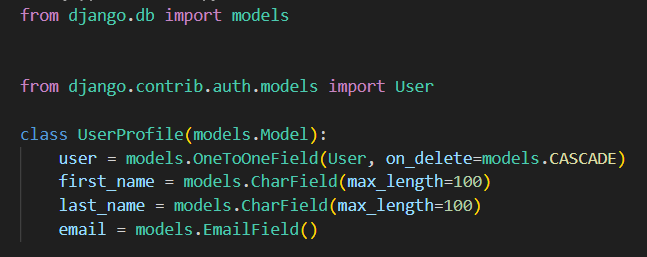 from django.db import models
from django.contrib.auth.models import User
class UserProfile(models.Model):
user = models.OneToOneField(User, on_delete=models.CASCADE)
first_name = models.CharField(max_length=100)
last_name = models.CharField(max_length=100)
email = models.EmailField()